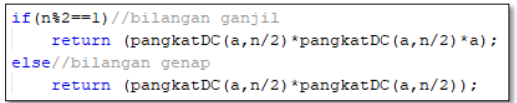 if(n%2==1)//bilangan ganjil
return (pangkatDC(a,n/2)*pangkatDC(a,n/2)*a);
else//bilangan genap
return (pangkatDC(a,n/2)*pangkatDC(a,n/2));